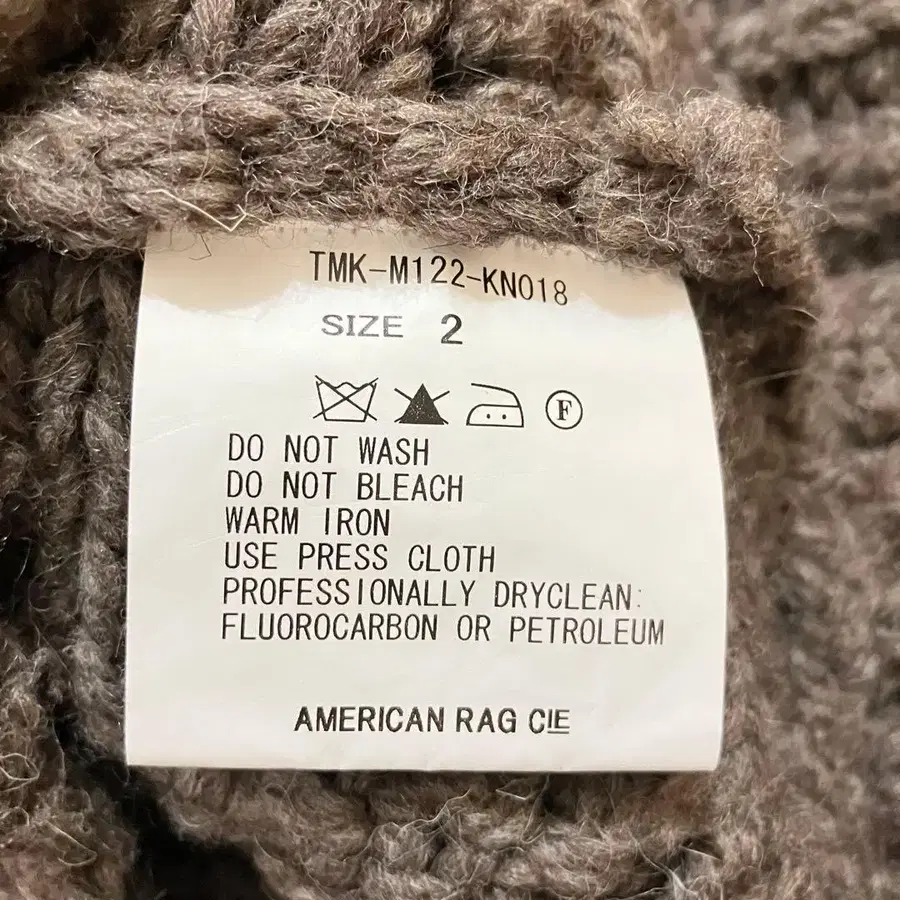 TMK-M122-KN018
SIZE 2
F
DO NOT WASH
DO NOT BLEACH
WARM IRON
USE PRESS CLOTH
PROFESSIONALLY DRYCLEAN:
FLUOROCARBON OR PETROLEUM
AMERICAN RAG CIE